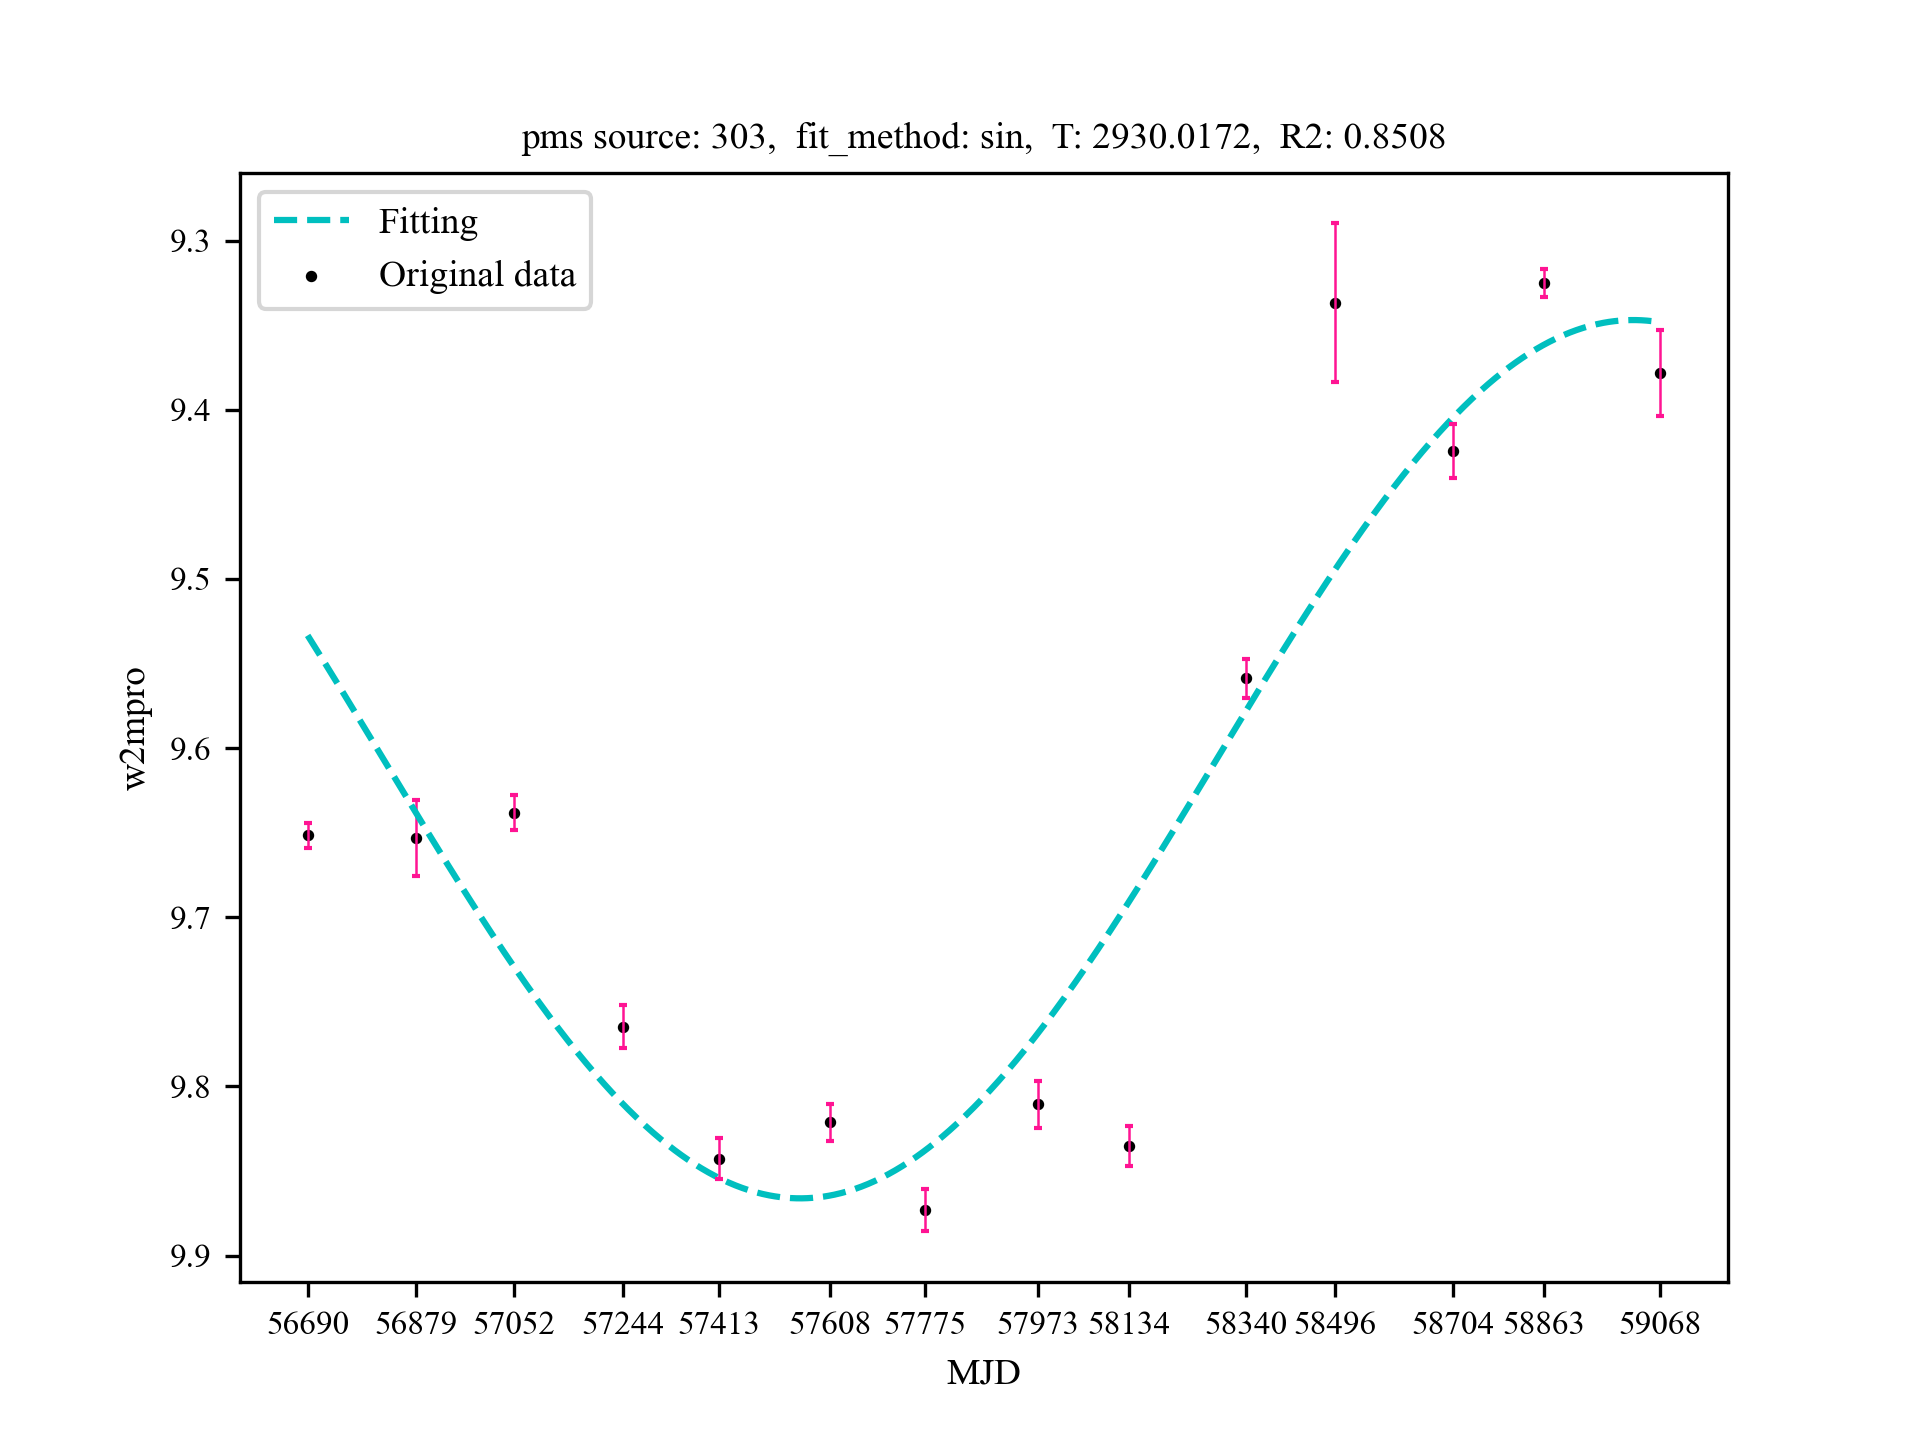 pms source: 303,  fit_method: sin,  T: 2930.0172,  R2: 0.8508
Fitting
Original data
9.3
9.4
9.5
9.6
9.7
9.8
9.9
w2mpro
56690 56879 57052 57244 57413 57608 57775 57973 58134 58340 58496 58704 58863 59068
MJD